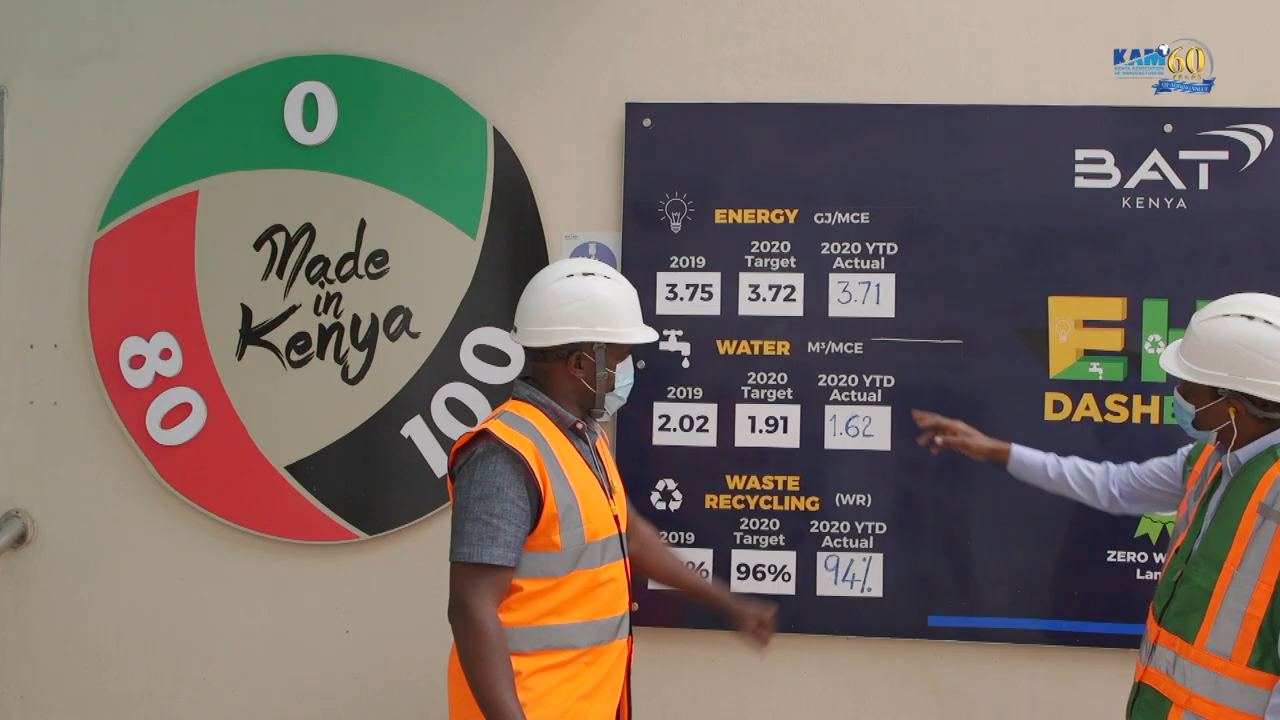 0
80
100
Made
in
Kenya
KAM 60
BAT
KENYA
ENERGY GJ/MCE
2019
2020
Target
2020 YTD
Actual
3.75
3.72
3.71
WATER M³/MCE
2019
2020
Target
2020 YTD
Actual
2.02
1.91
1.62
WASTE
RECYCLING (WR)
2019
2020
Target
2020 YTD
Actual
%
96%
94%
E
DASH
ZERO W
Lan